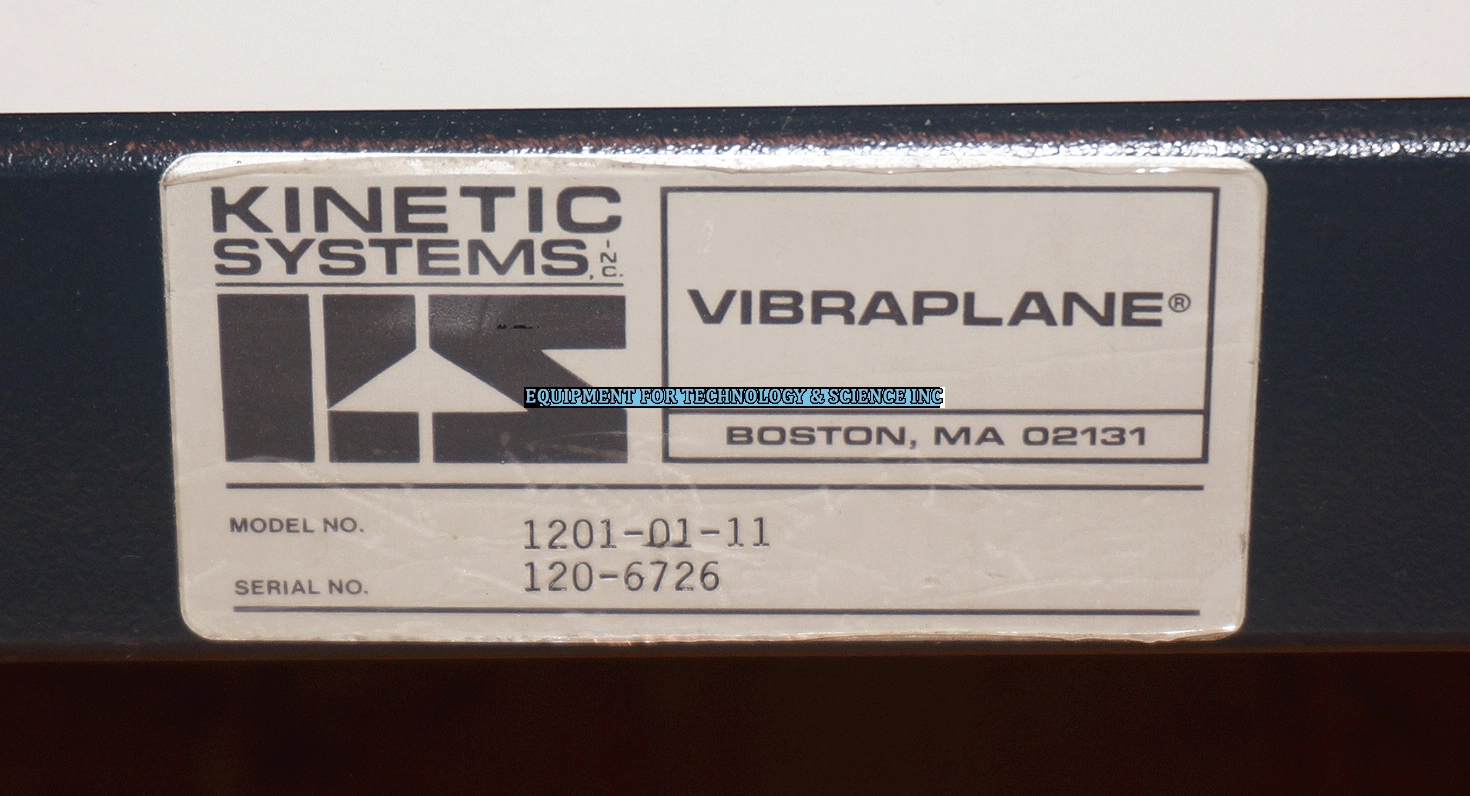 KINETIC
SYSTEMS, INC.
VIBRAPLANE®
EQUIPMENT FOR TECHNOLOGY & SCIENCE INC
BOSTON, MA 02131
MODEL NO. 1201-01-11
SERIAL NO. 120-6726